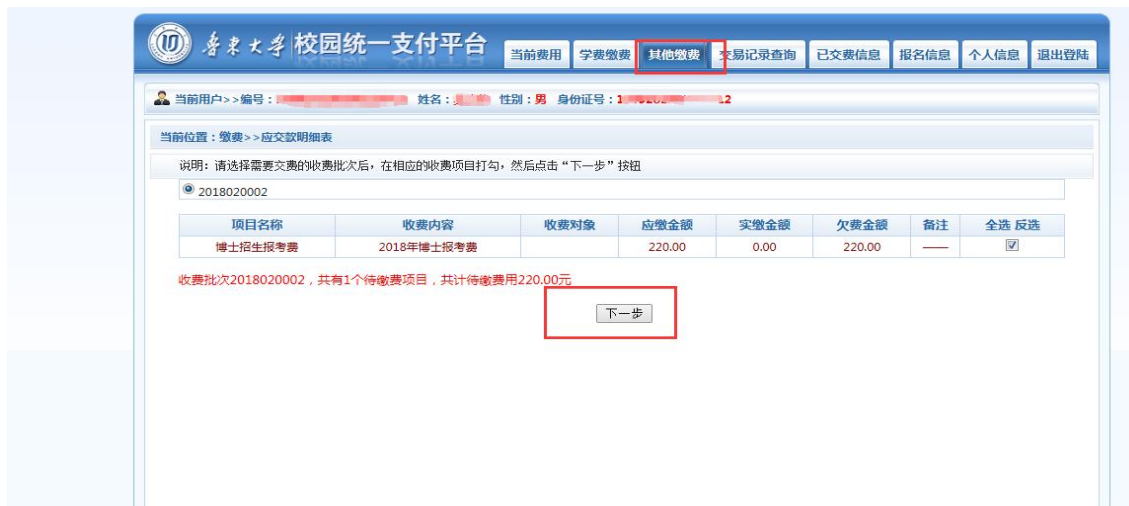 鲁东大学 校园统一支付平台
当前费用 学费缴费 其他缴费 交易记录查询 已交费信息 报名信息 个人信息 退出登陆
当前用户>>编号: 姓名: 性别:男 身份证号:
当前位置:缴费>>应交款明细表
说明:请选择需要交费的收费批次后,在相应的收费项目打勾,然后点击“下一步”按钮
2018020002
项目名称 收费内容 收费对象 应缴金额 实缴金额 欠费金额 备注 全选 反选
博士招生报考费 2018年博士报考费 220.00 0.00 220.00 ——
收费批次2018020002,共有1个待缴费项目,共计待缴费用220.00元
下一步